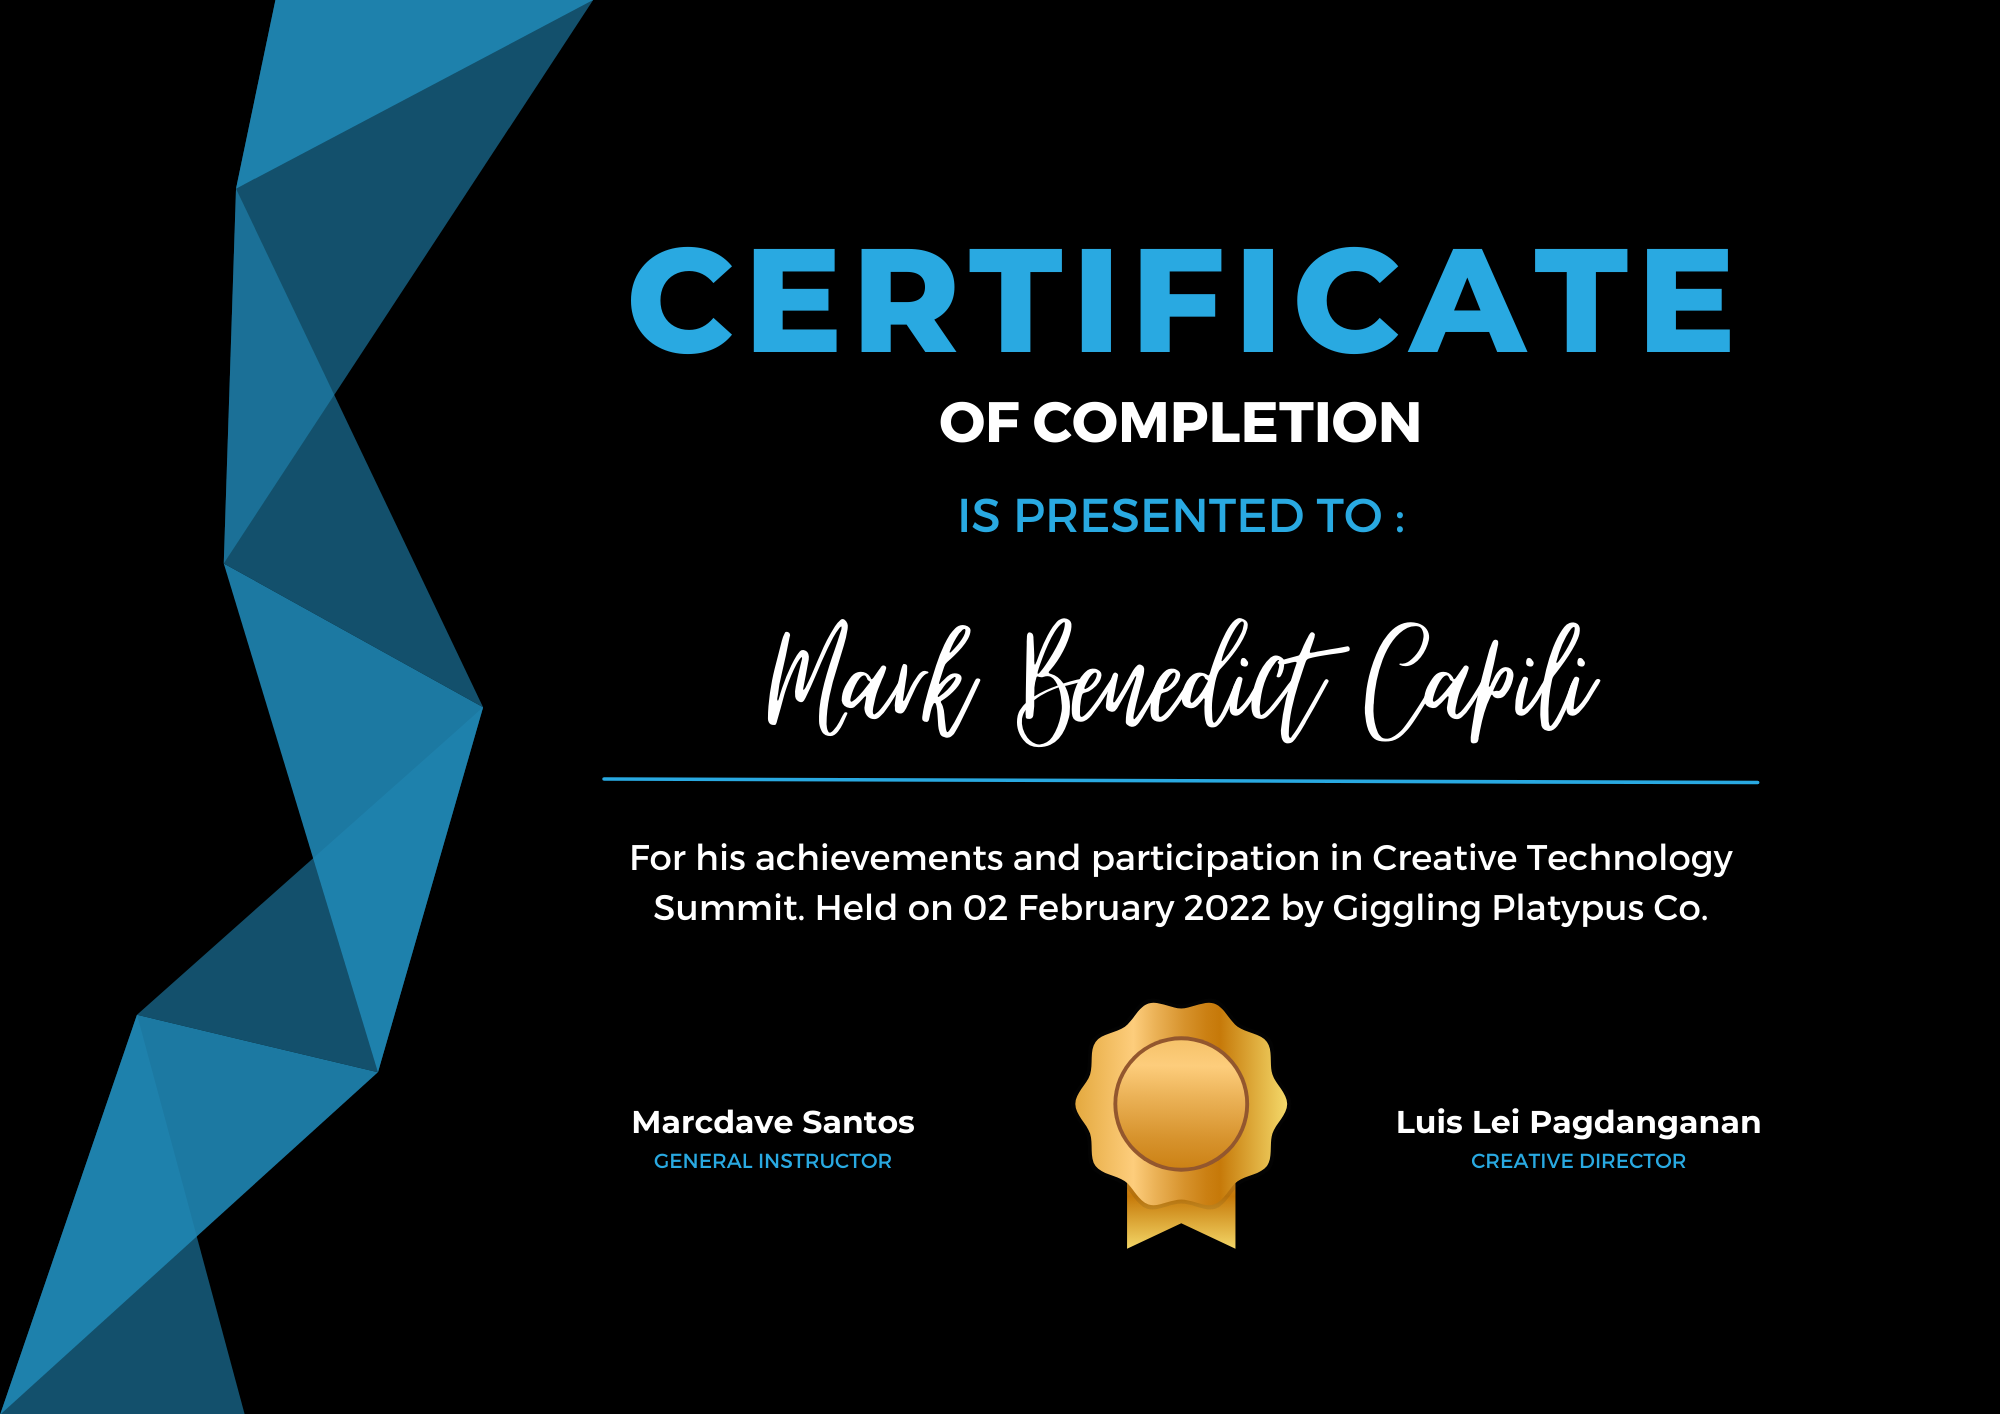 CERTIFICATE
OF COMPLETION
IS PRESENTED TO :
Mark Benedict Capili
For his achievements and participation in Creative Technology
Summit. Held on 02 February 2022 by Giggling Platypus Co.
Marcdave Santos
GENERAL INSTRUCTOR
Luis Lei Pagdanganan
CREATIVE DIRECTOR